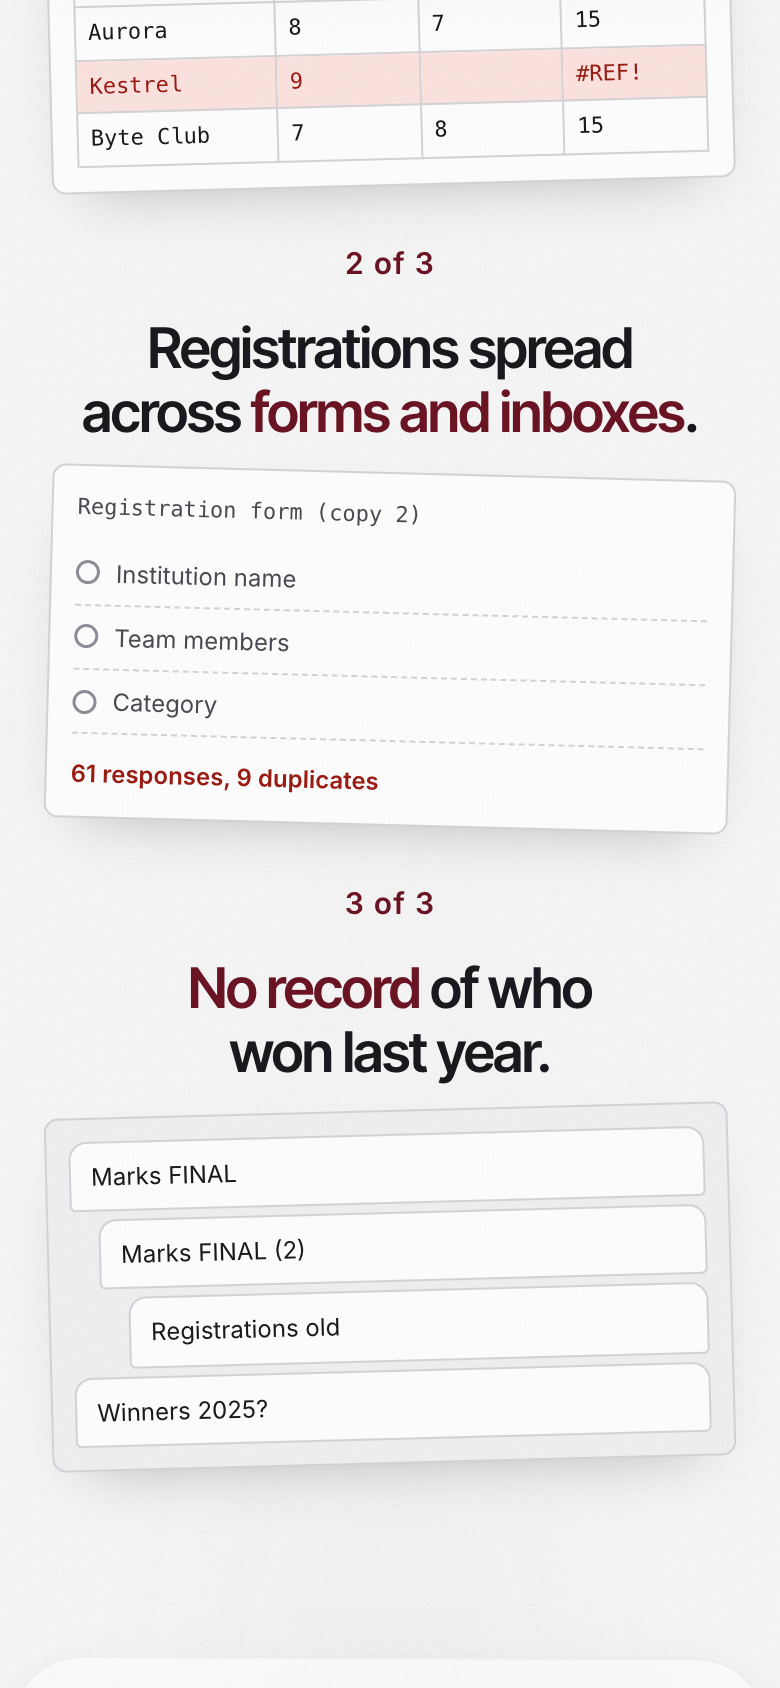 Aurora 8 7 15
Kestrel 9 #REF!
Byte Club 7 8 15
2 of 3
Registrations spread
across forms and inboxes.
Registration form (copy 2)
Institution name
Team members
Category
61 responses, 9 duplicates
3 of 3
No record of who
won last year.
Marks FINAL
Marks FINAL (2)
Registrations old
Winners 2025?